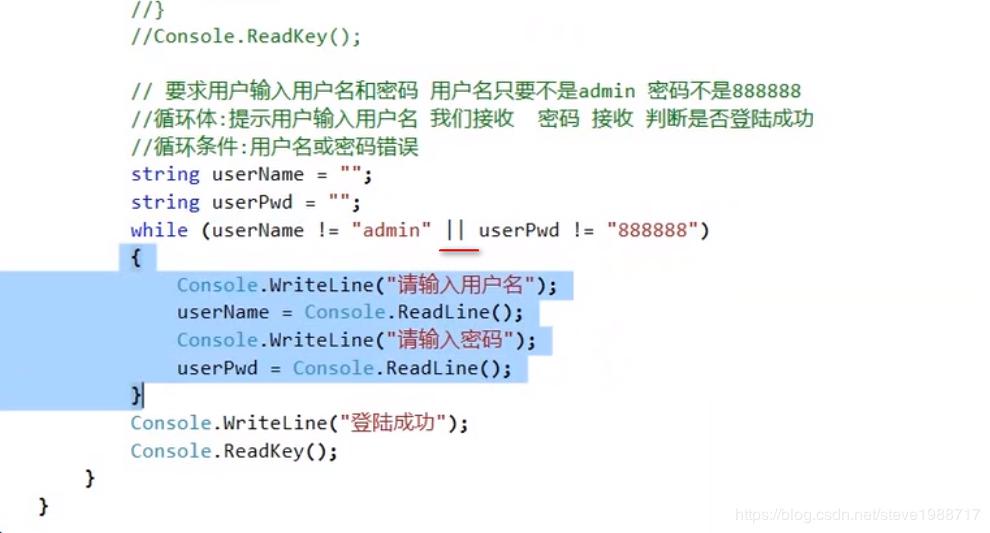 //}
//Console.ReadKey();
// 要求用户输入用户名和密码 用户名只要不是admin 密码不是888888
//循环体:提示用户输入用户名 我们接收 密码 接收 判断是否登陆成功
//循环条件:用户名或密码错误
string userName = "";
string userPwd = "";
while (userName != "admin" || userPwd != "888888")
{
Console.WriteLine("请输入用户名");
userName = Console.ReadLine();
Console.WriteLine("请输入密码");
userPwd = Console.ReadLine();
}
Console.WriteLine("登陆成功");
Console.ReadKey();
}
}
https://blog.csdn.net/steve1988717